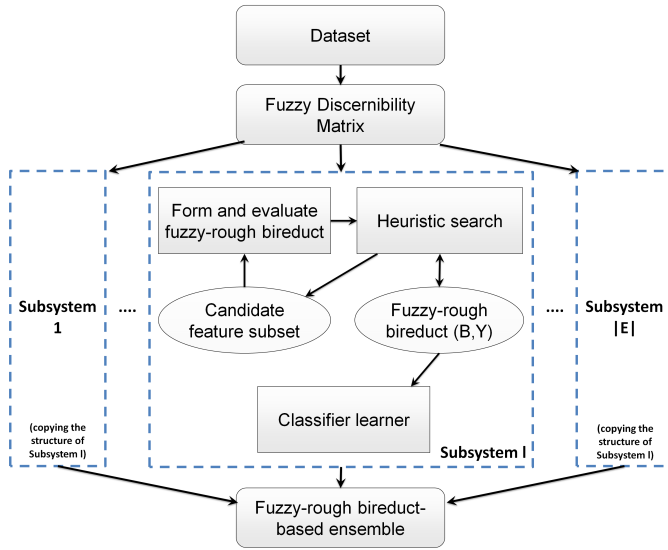 Dataset
Fuzzy Discernibility
Matrix
Form and evaluate
fuzzy-rough bireduct
Heuristic search
Subsystem
1
....
Candidate
feature subset
Fuzzy-rough
bireduct (B,Y)
....
Subsystem
|E|
Classifier learner
(copying the
structure of
Subsystem l)
Subsystem l
(copying the
structure of
Subsystem l)
Fuzzy-rough bireduct-
based ensemble